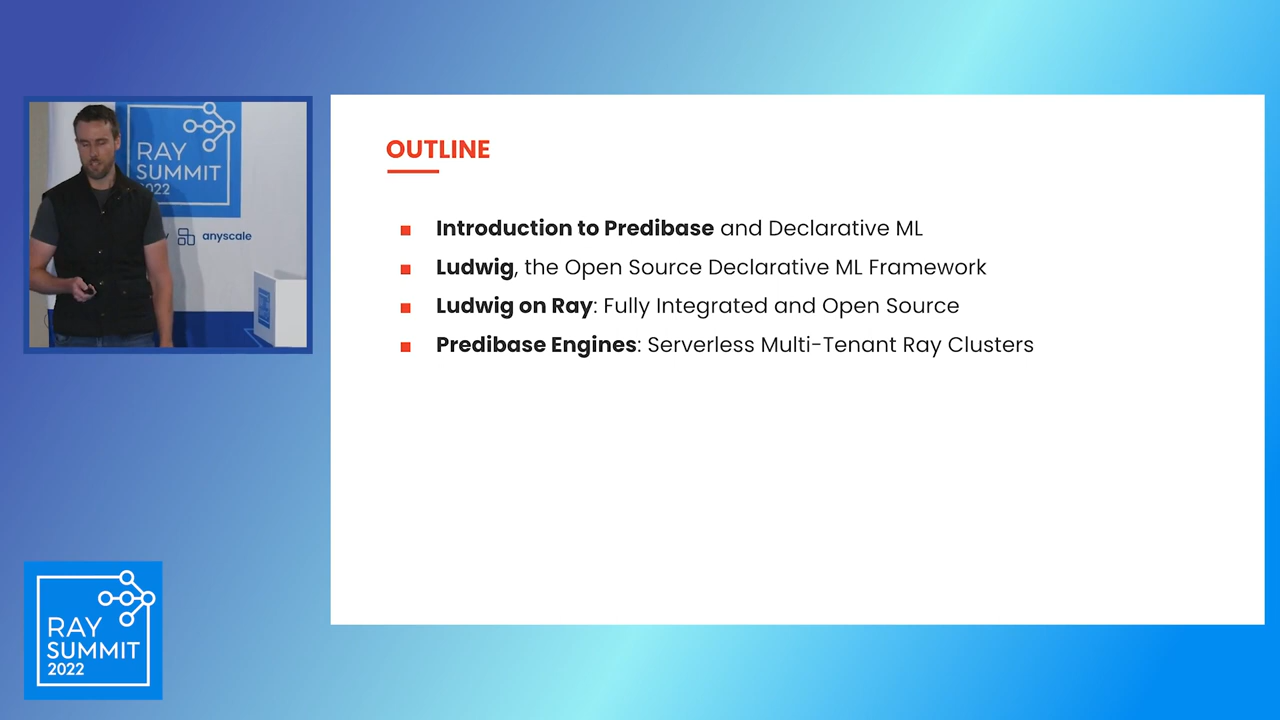 RAY
SUMMIT
2022
anyscale
OUTLINE
Introduction to Predibase and Declarative ML
Ludwig, the Open Source Declarative ML Framework
Ludwig on Ray: Fully Integrated and Open Source
Predibase Engines: Serverless Multi-Tenant Ray Clusters
RAY
SUMMIT
2022